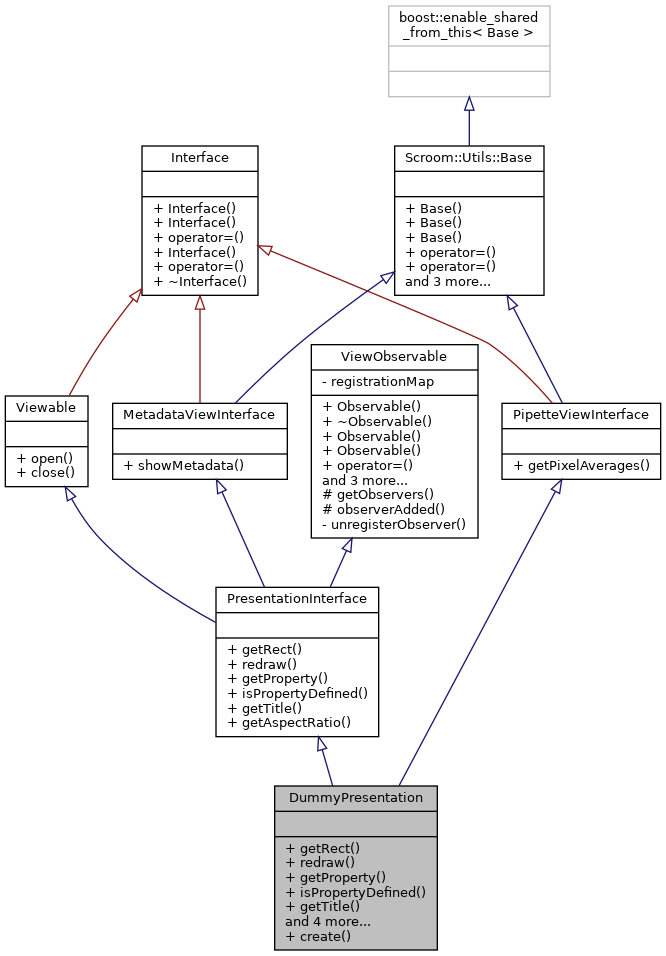 boost::enable_shared
_from_this< Base >
Interface
+ Interface()
+ Interface()
+ operator=()
+ Interface()
+ operator=()
+ ~Interface()
Scroom::Utils::Base
+ Base()
+ Base()
+ Base()
+ operator=()
+ operator=()
and 3 more...
ViewObservable
- registrationMap
+ Observable()
+ ~Observable()
+ Observable()
+ Observable()
+ operator=()
and 3 more...
# getObservers()
# observerAdded()
- unregisterObserver()
Viewable
+ open()
+ close()
MetadataViewInterface
+ showMetadata()
PipetteViewInterface
+ getPixelAverages()
PresentationInterface
+ getRect()
+ redraw()
+ getProperty()
+ isPropertyDefined()
+ getTitle()
+ getAspectRatio()
DummyPresentation
+ getRect()
+ redraw()
+ getProperty()
+ isPropertyDefined()
+ getTitle()
and 4 more...
+ create()